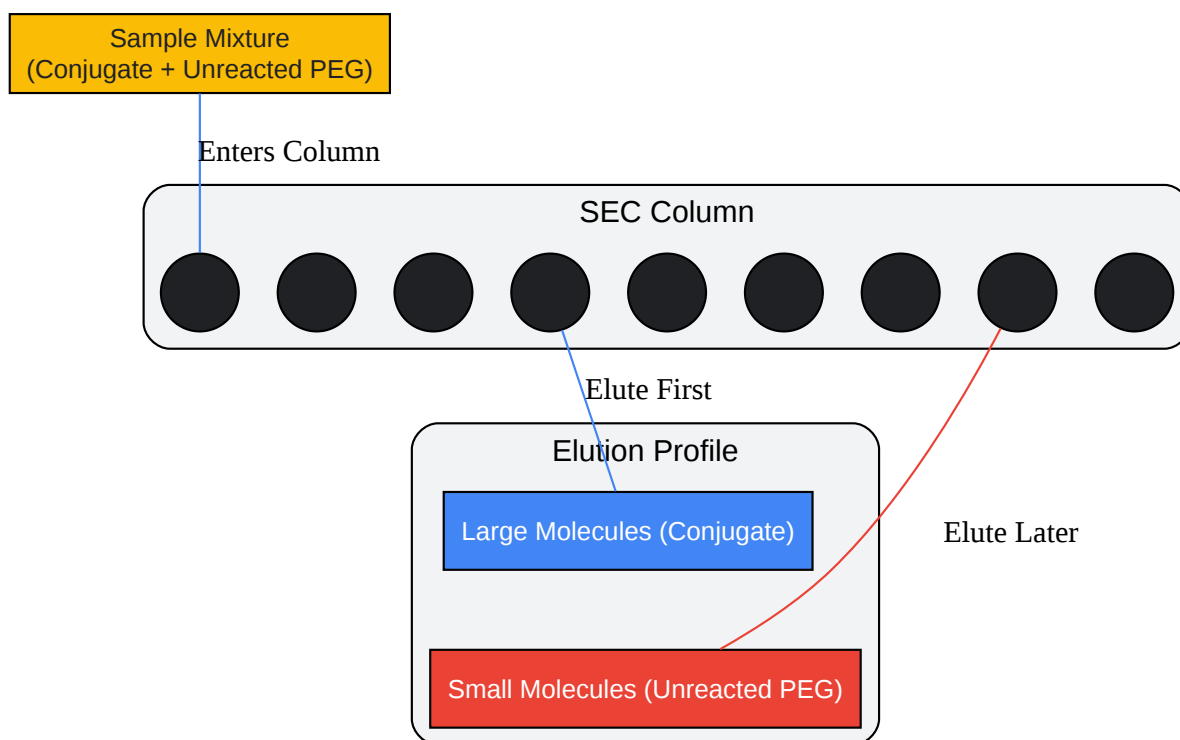 Sample Mixture
(Conjugate + Unreacted PEG)
Enters Column
SEC Column
Elute First
Elution Profile
Large Molecules (Conjugate)
Elute Later
Small Molecules (Unreacted PEG)